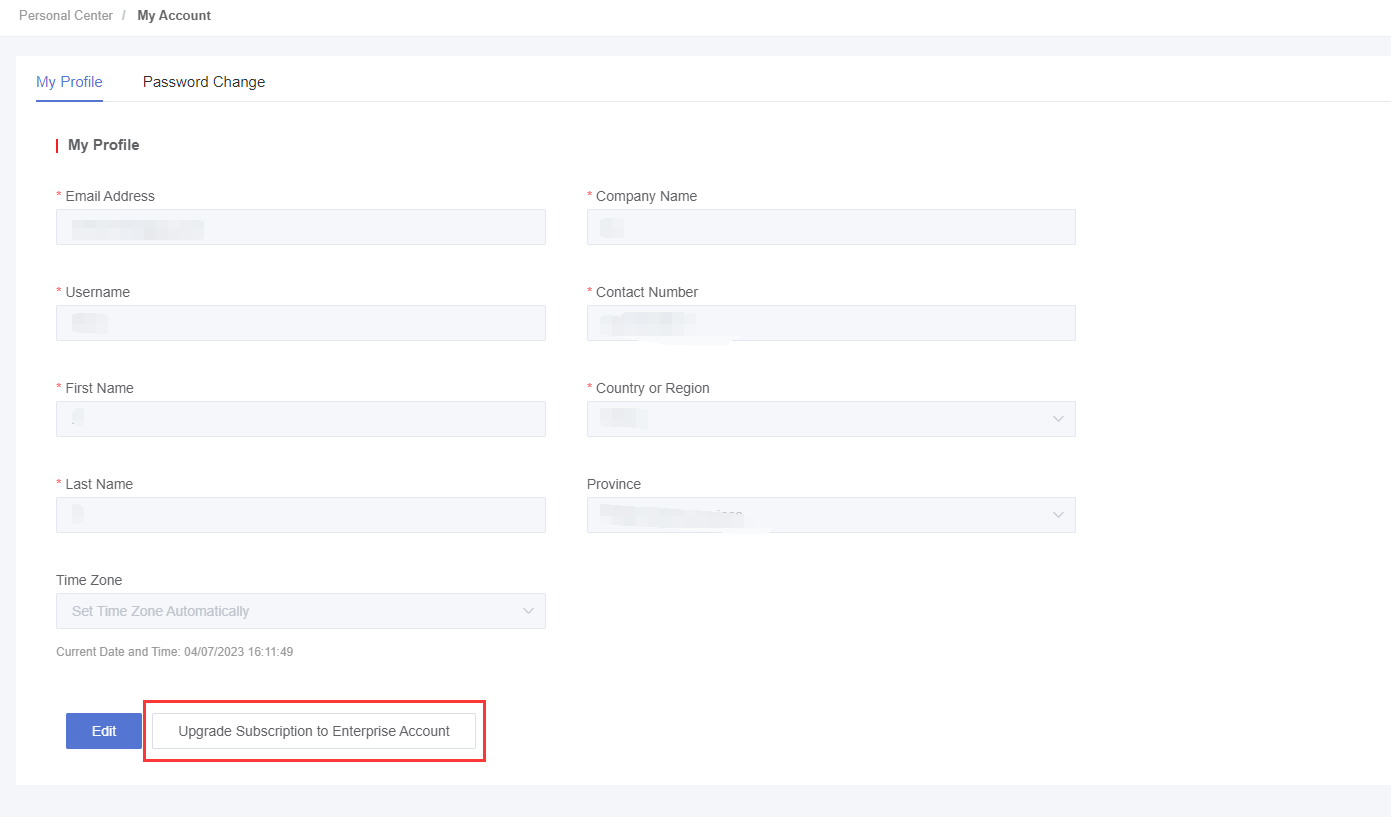 Personal Center / My Account
My Profile Password Change
My Profile
* Email Address * Company Name
* Username * Contact Number
* First Name * Country or Region
* Last Name Province
Time Zone
Set Time Zone Automatically
Current Date and Time: 04/07/2023 16:11:49
Edit Upgrade Subscription to Enterprise Account